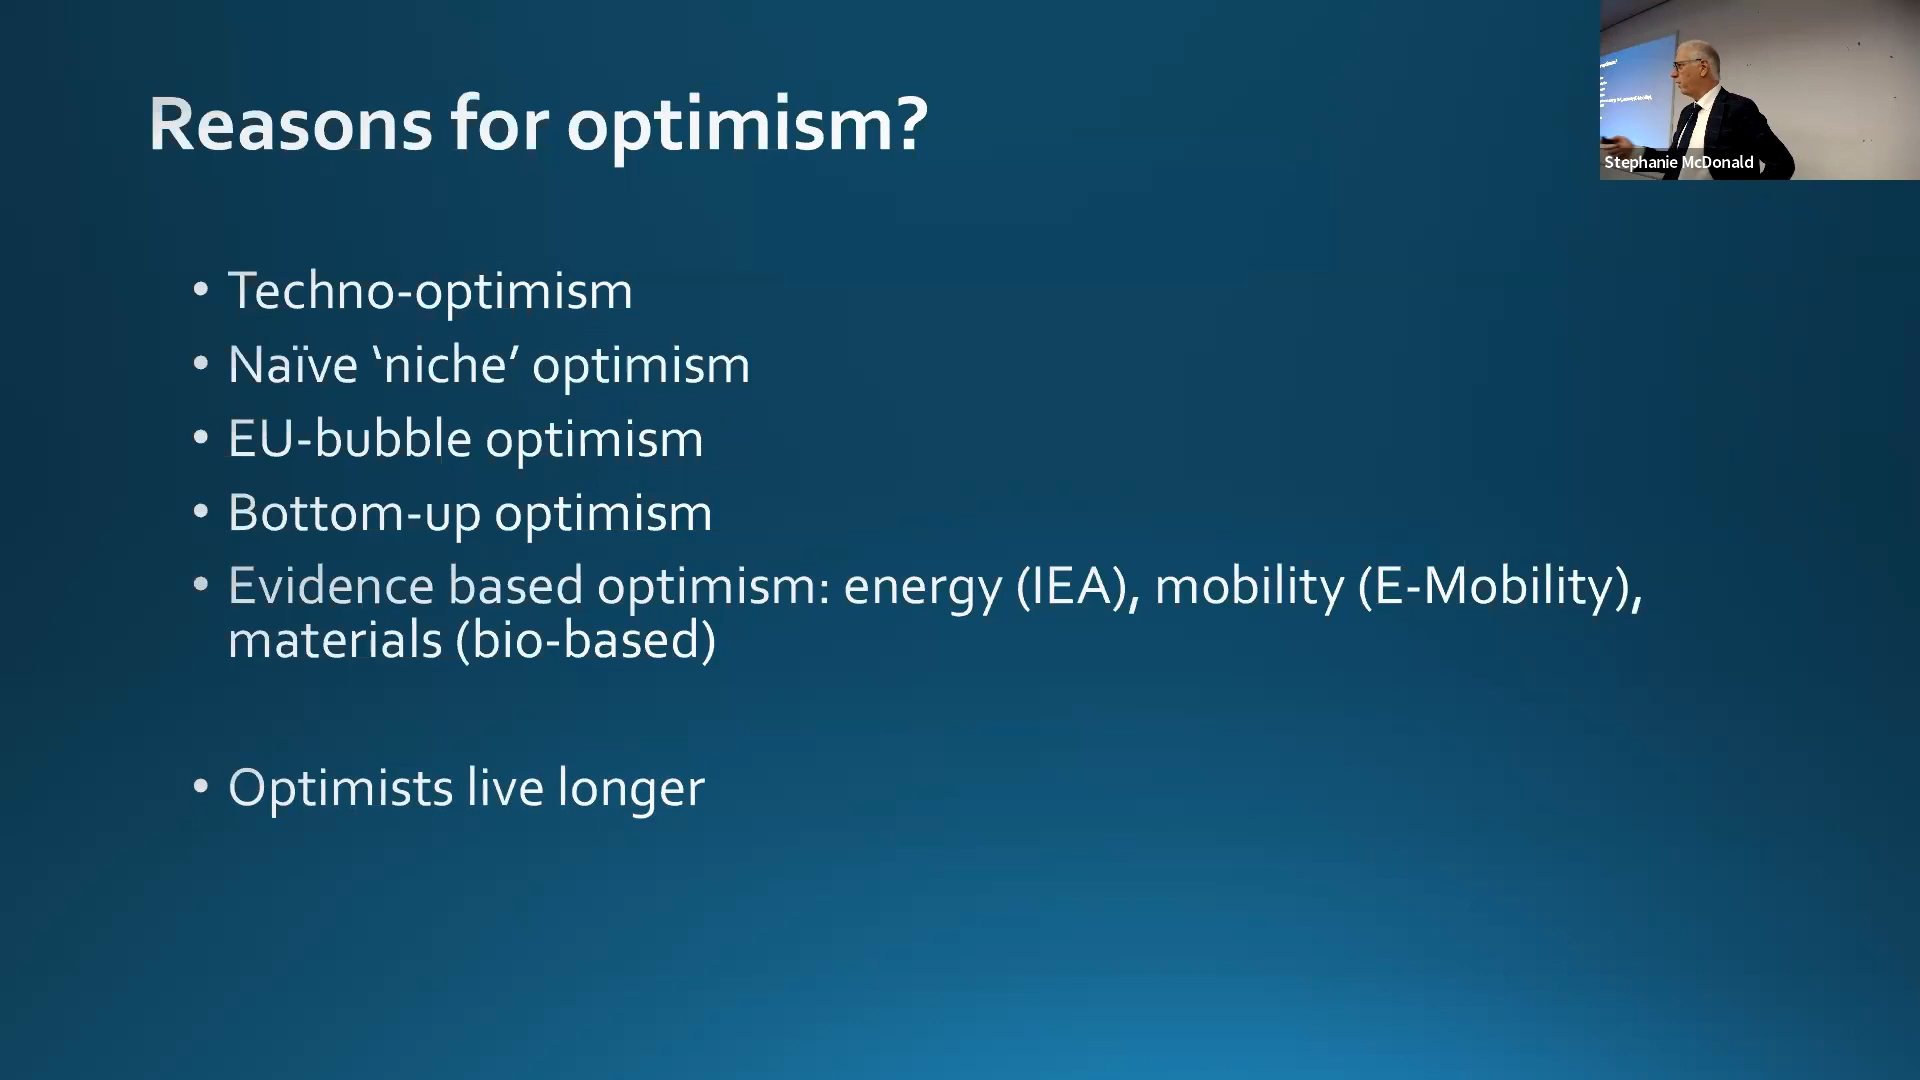 Reasons for optimism?
Stephanie McDonald
• Techno-optimism
• Naïve ‘niche’ optimism
• EU-bubble optimism
• Bottom-up optimism
• Evidence based optimism: energy (IEA), mobility (E-Mobility),
materials (bio-based)
• Optimists live longer